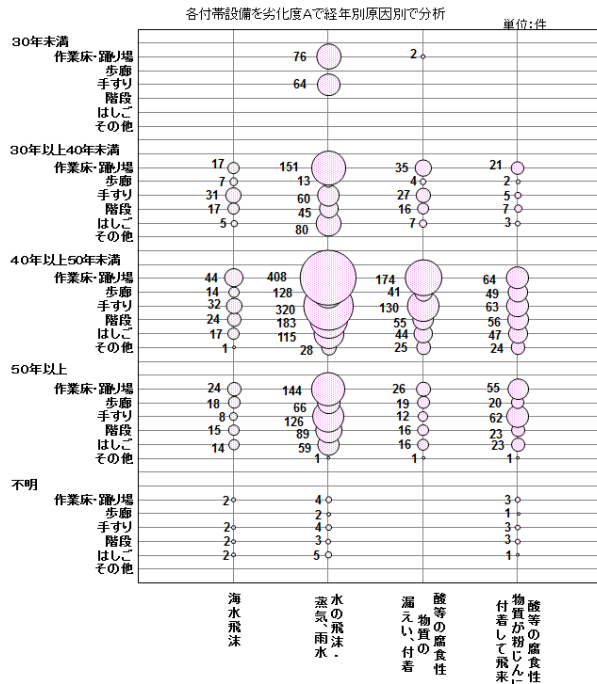 各付帯設備を劣化度Aで経年別原因別で分析
単位:件
30年未満
作業床・踊り場 76 2
歩廊
手すり 64
階段
はしご
その他
30年以上40年未満
作業床・踊り場 17 151 35 21
歩廊 7 13 4 2
手すり 31 60 27 5
階段 17 45 16 7
はしご 5 80 7 3
その他
40年以上50年未満
作業床・踊り場 44 408 174 64
歩廊 14 128 41 49
手すり 32 320 130 63
階段 24 183 55 56
はしご 17 115 44 47
その他 1 28 25 24
50年以上
作業床・踊り場 24 144 26 55
歩廊 18 66 19 20
手すり 8 126 12 62
階段 15 89 16 23
はしご 14 59 16 23
その他 1 1 1
不明
作業床・踊り場 2 4 3
歩廊 2 1
手すり 2 4 3
階段 2 3 3
はしご 2 5 1
その他
海水飛沫
水の飛沫・
蒸気、雨水
酸等の腐食性
物質の
漏えい、付着
酸等の腐食性
物質が粉じんに
付着して飛来